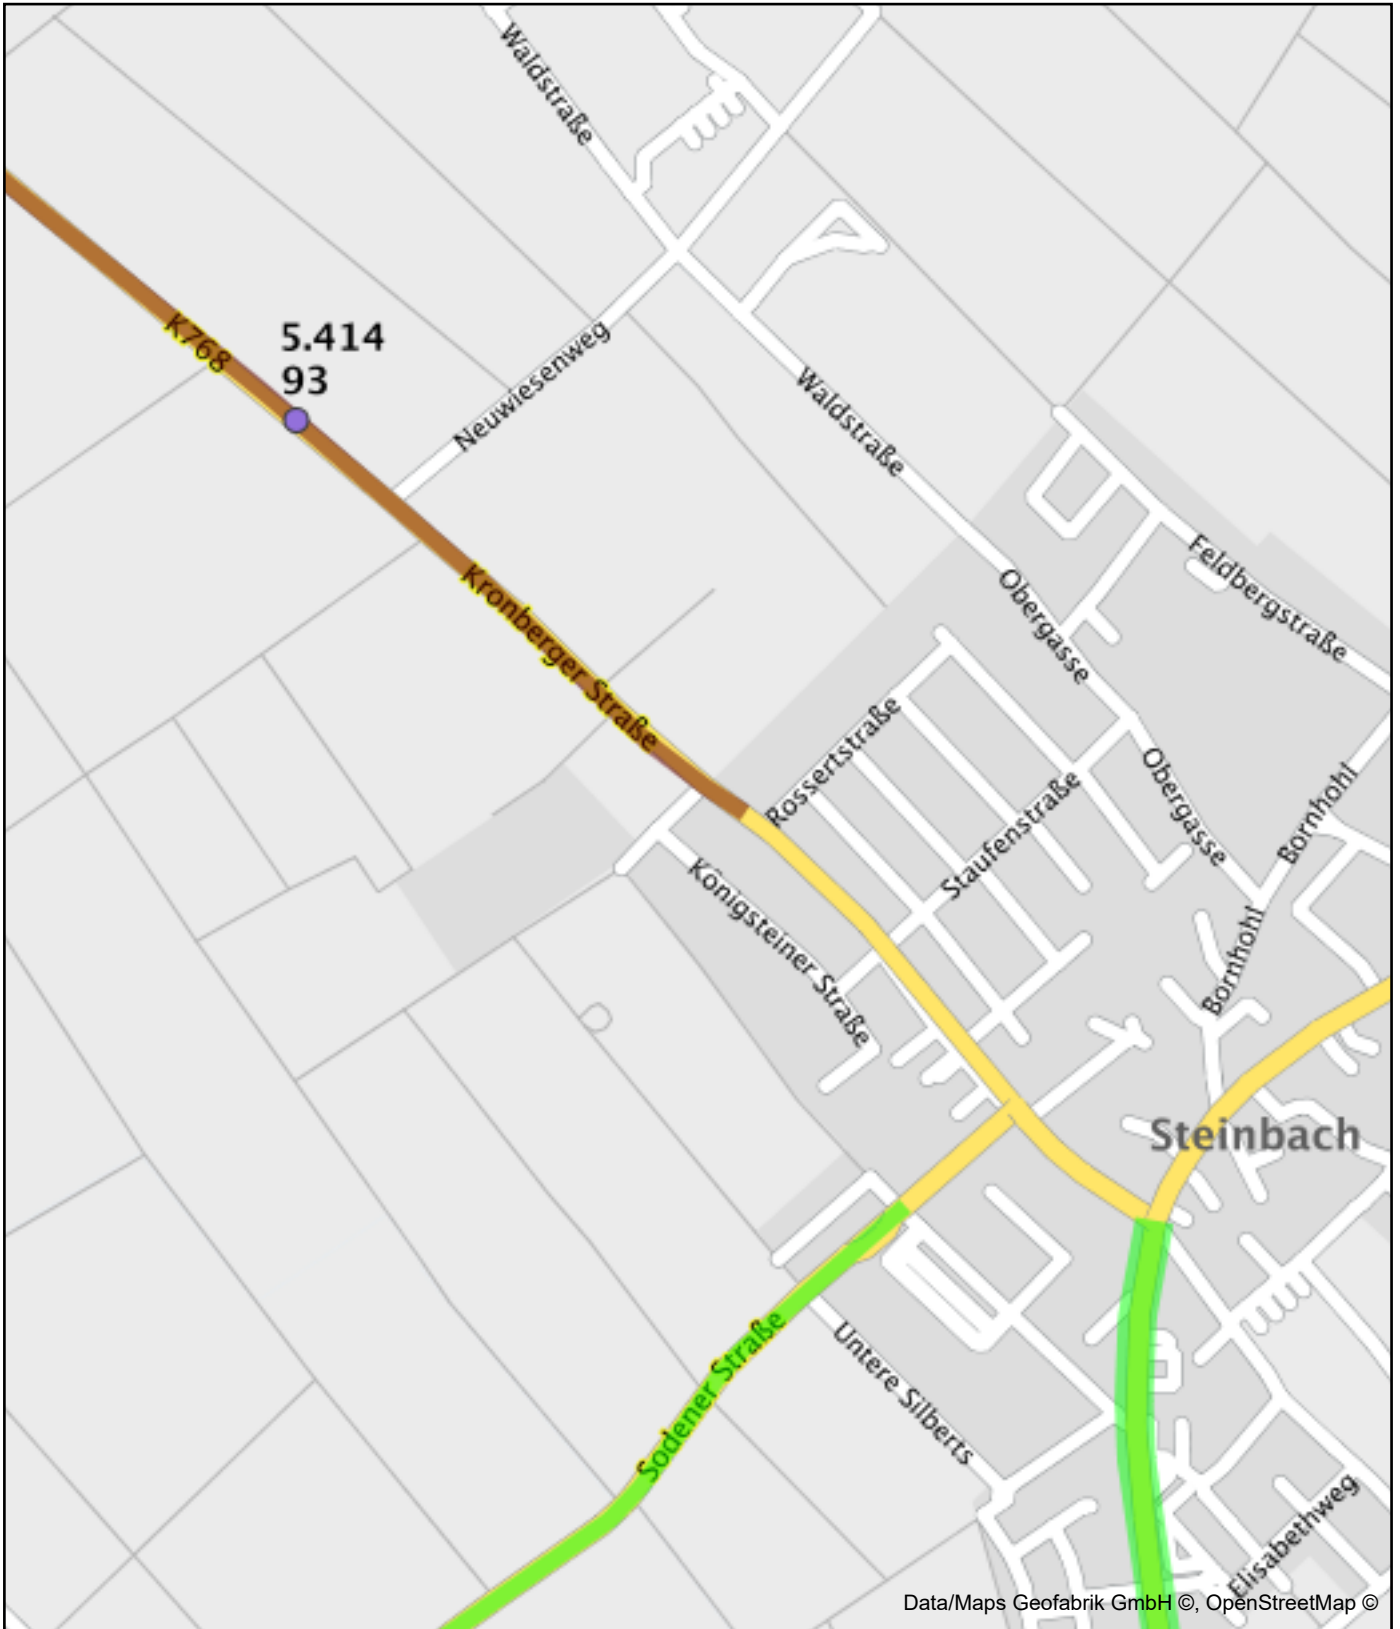 Waldstraße
K768
5.414
93
Neuwiesenweg
Waldstraße
Kronberger Straße
Obergasse
Feldbergstraße
Rossertstraße
Staufenstraße
Obergasse
Bornhohl
Königsteiner Straße
Bornhohl
Steinbach
Sodener Straße
Untere Silberts
Elisabethweg
Data/Maps Geofabrik GmbH ©, OpenStreetMap ©